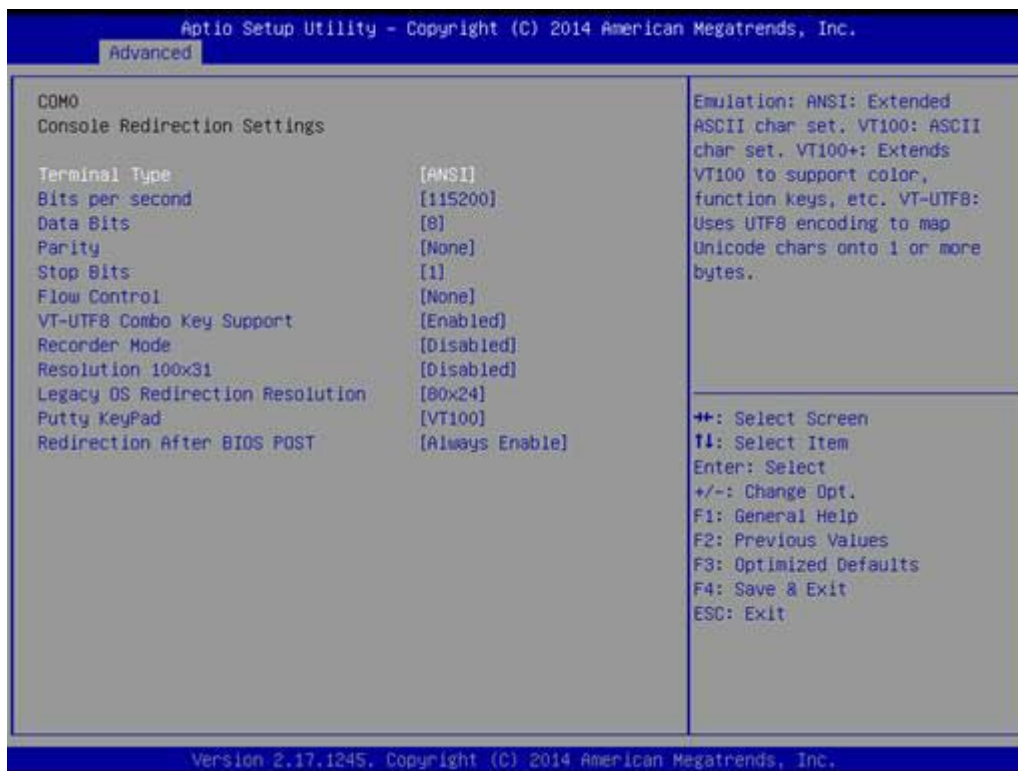 Aptio Setup Utility – Copyright (C) 2014 American Megatrends, Inc.
Advanced
COM0
Console Redirection Settings
Terminal Type [ANSI]
Bits per second [115200]
Data Bits [8]
Parity [None]
Stop Bits [1]
Flow Control [None]
VT-UTF8 Combo Key Support [Enabled]
Recorder Mode [Disabled]
Resolution 100x31 [Disabled]
Legacy OS Redirection Resolution [80x24]
Putty KeyPad [VT100]
Redirection After BIOS POST [Always Enable]
Emulation: ANSI: Extended
ASCII char set. VT100: ASCII
char set. VT100+: Extends
VT100 to support color,
function keys, etc. VT-UTF8:
Uses UTF8 encoding to map
Unicode chars onto 1 or more
bytes.
→←: Select Screen
↑↓: Select Item
Enter: Select
+/-: Change Opt.
F1: General Help
F2: Previous Values
F3: Optimized Defaults
F4: Save & Exit
ESC: Exit
Version 2.17.1245. Copyright (C) 2014 American Megatrends, Inc.